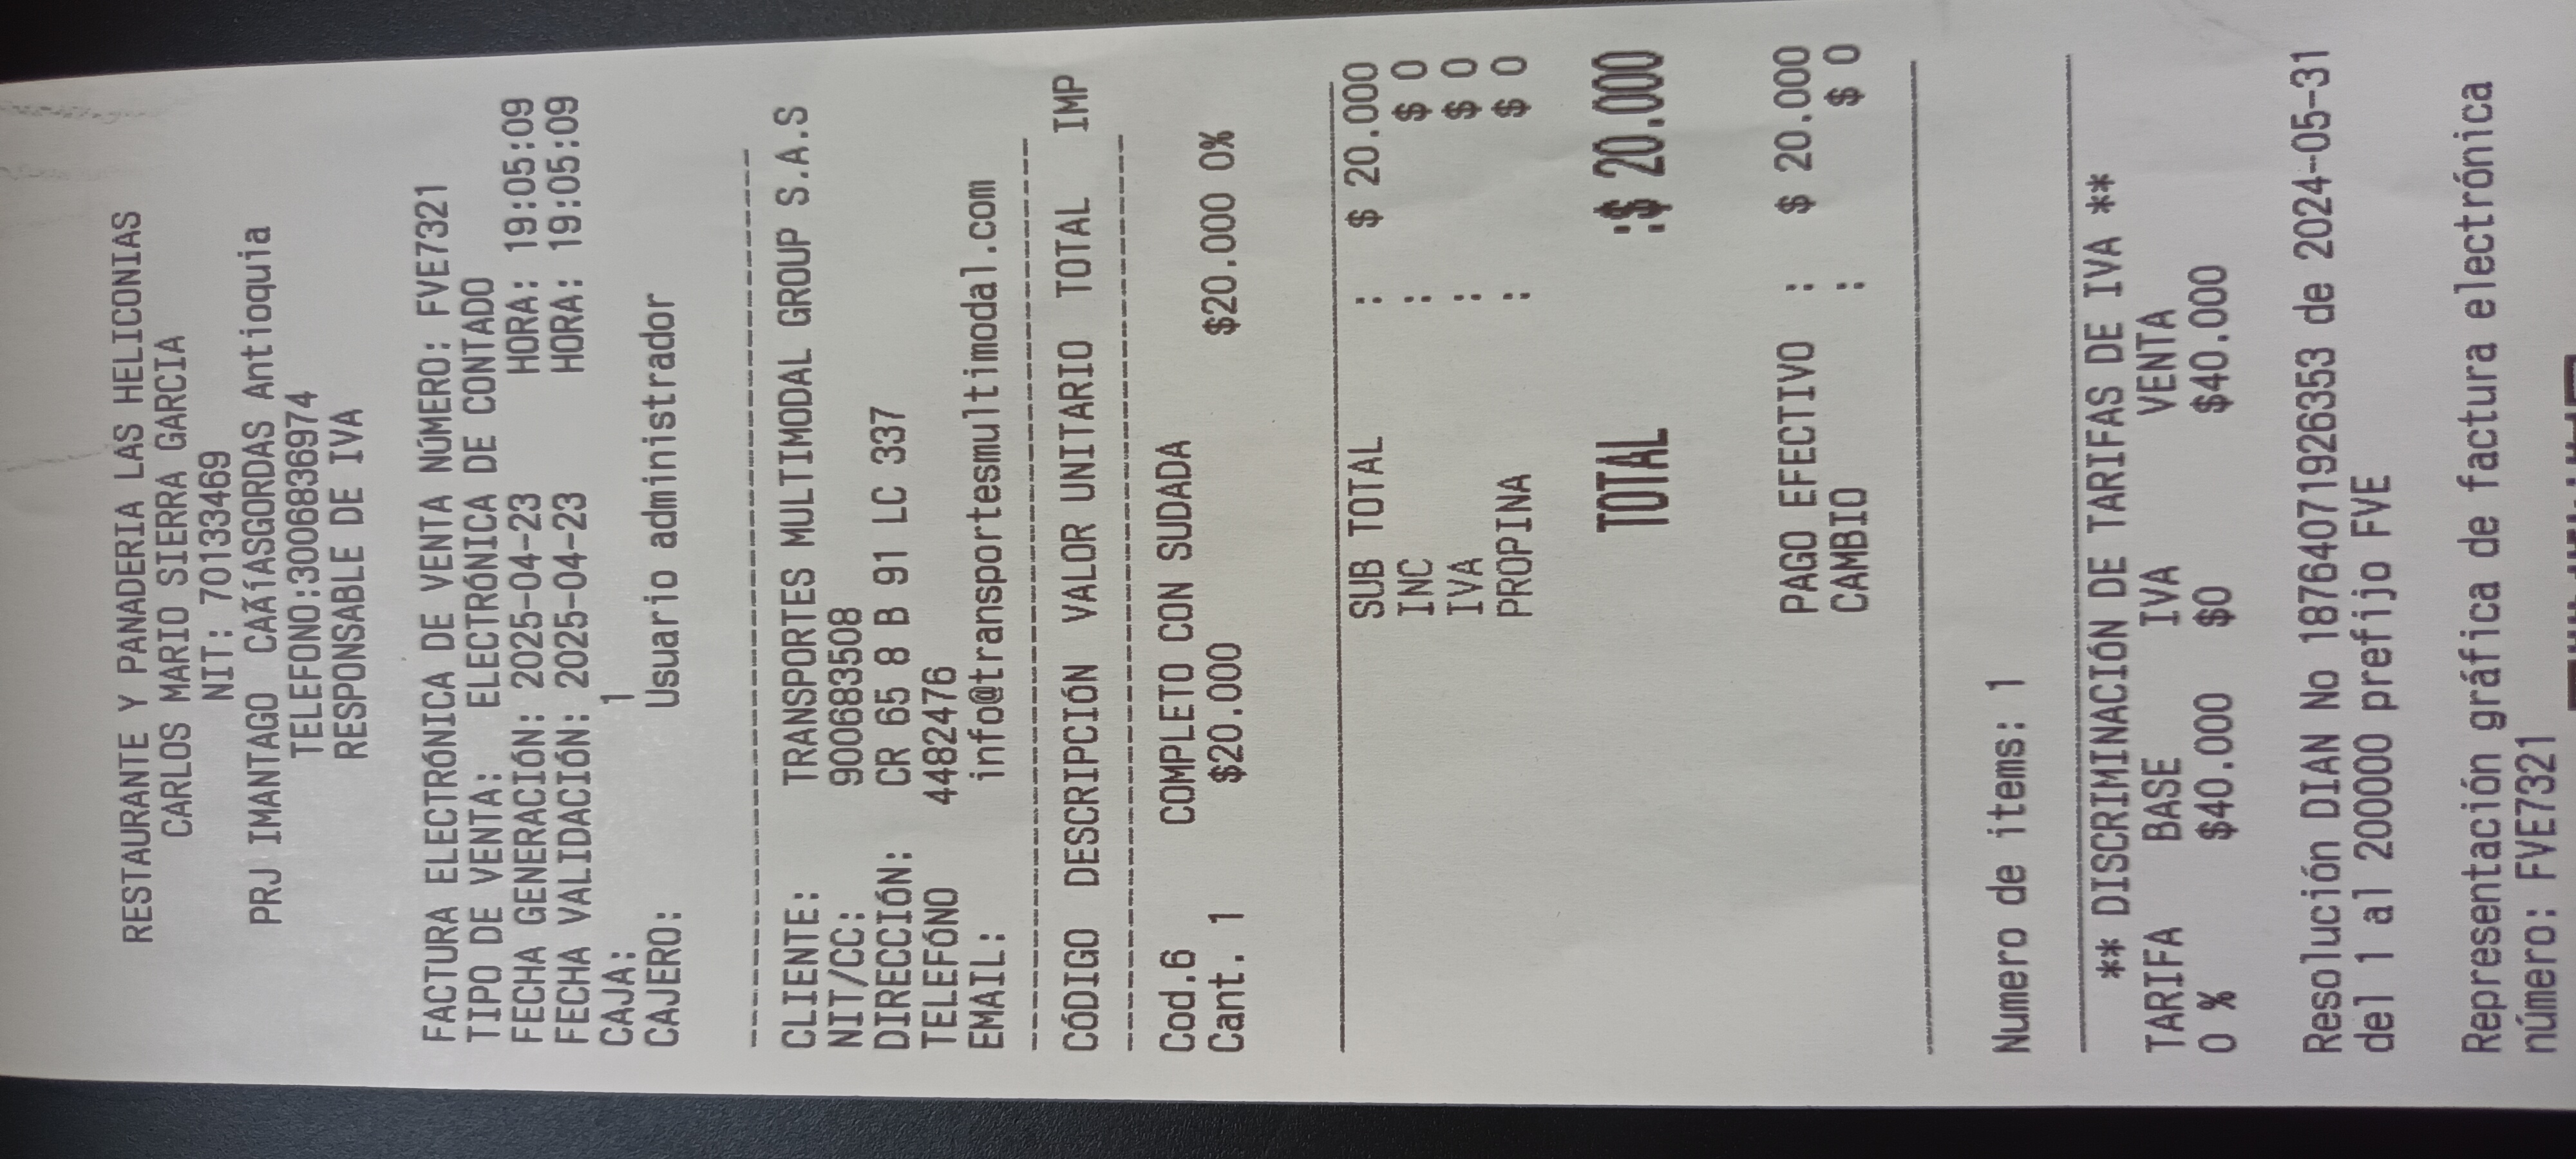 RESTAURANTE Y PANADERIA LAS HELICONIAS
CARLOS MARIO SIERRA GARCIA
NIT: 70133469
PRJ IMANTAGO CAÃ±ASGORDAS Antioquia
TELEFONO:3006836974
RESPONSABLE DE IVA
FACTURA ELECTRÓNICA DE VENTA NÚMERO: FVE7321
TIPO DE VENTA: ELECTRÓNICA DE CONTADO
FECHA GENERACIÓN: 2025-04-23 HORA: 19:05:09
FECHA VALIDACIÓN: 2025-04-23 HORA: 19:05:09
CAJA: 1
CAJERO: Usuario administrador
CLIENTE: TRANSPORTES MULTIMODAL GROUP S.A.S
NIT/CC: 900683508
DIRECCIÓN: CR 65 8 B 91 LC 337
TELEFÓNO 4482476
EMAIL: info@transportesmultimodal.com
CÓDIGO DESCRIPCIÓN VALOR UNITARIO TOTAL IMP
Cod.6 COMPLETO CON SUDADA
Cant. 1 $20.000 $20.000 0%
SUB TOTAL : $ 20.000
INC : $ 0
IVA : $ 0
PROPINA : $ 0
TOTAL :$ 20.000
PAGO EFECTIVO : $ 20.000
CAMBIO : $ 0
Numero de items: 1
** DISCRIMINACIÓN DE TARIFAS DE IVA **
TARIFA BASE IVA VENTA
0 % $40.000 $0 $40.000
Resolución DIAN No 18764071926353 de 2024-05-31
del 1 al 200000 prefijo FVE
Representación gráfica de factura electrónica
número: FVE7321